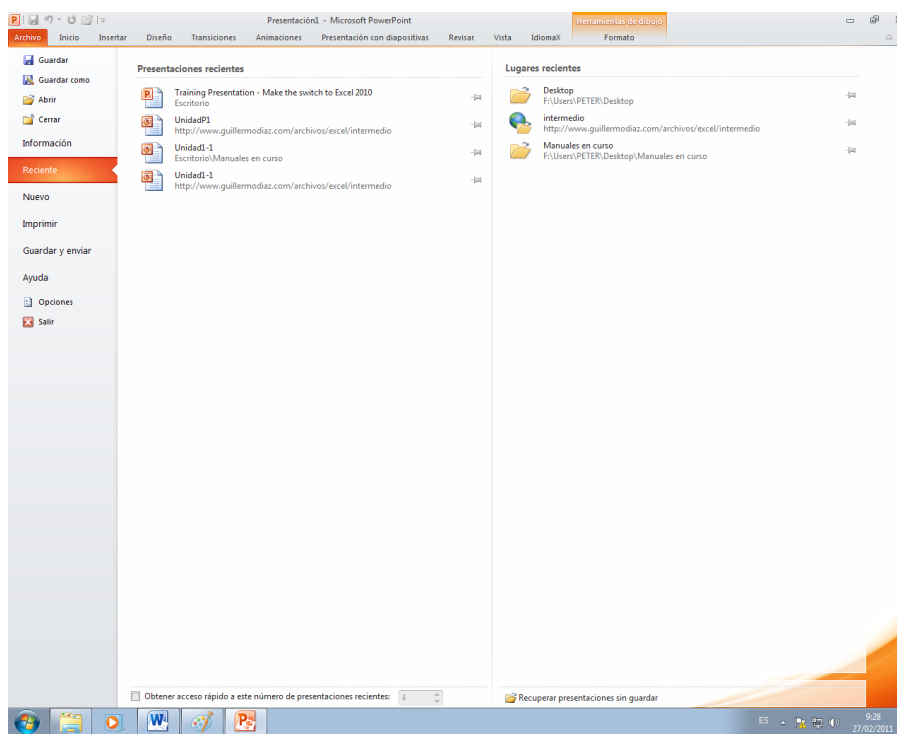 Presentación1 - Microsoft PowerPoint
Herramientas de dibujo
Archivo Inicio Insertar Diseño Transiciones Animaciones Presentación con diapositivas Revisar Vista IdiomaX Formato
Guardar
Guardar como
Abrir
Cerrar
Información
Reciente
Nuevo
Imprimir
Guardar y enviar
Ayuda
Opciones
Salir
Presentaciones recientes
Training Presentation - Make the switch to Excel 2010
Escritorio
UnidadP1
http://www.guillermodiaz.com/archivos/excel/intermedio
Unidad1-1
Escritorio\Manuales en curso
Unidad1-1
http://www.guillermodiaz.com/archivos/excel/intermedio
Lugares recientes
Desktop
F:\Users\PETER\Desktop
intermedio
http://www.guillermodiaz.com/archivos/excel/intermedio
Manuales en curso
F:\Users\PETER\Desktop\Manuales en curso
Obtener acceso rápido a este número de presentaciones recientes: 4
Recuperar presentaciones sin guardar
ES
9:28
27/02/2011